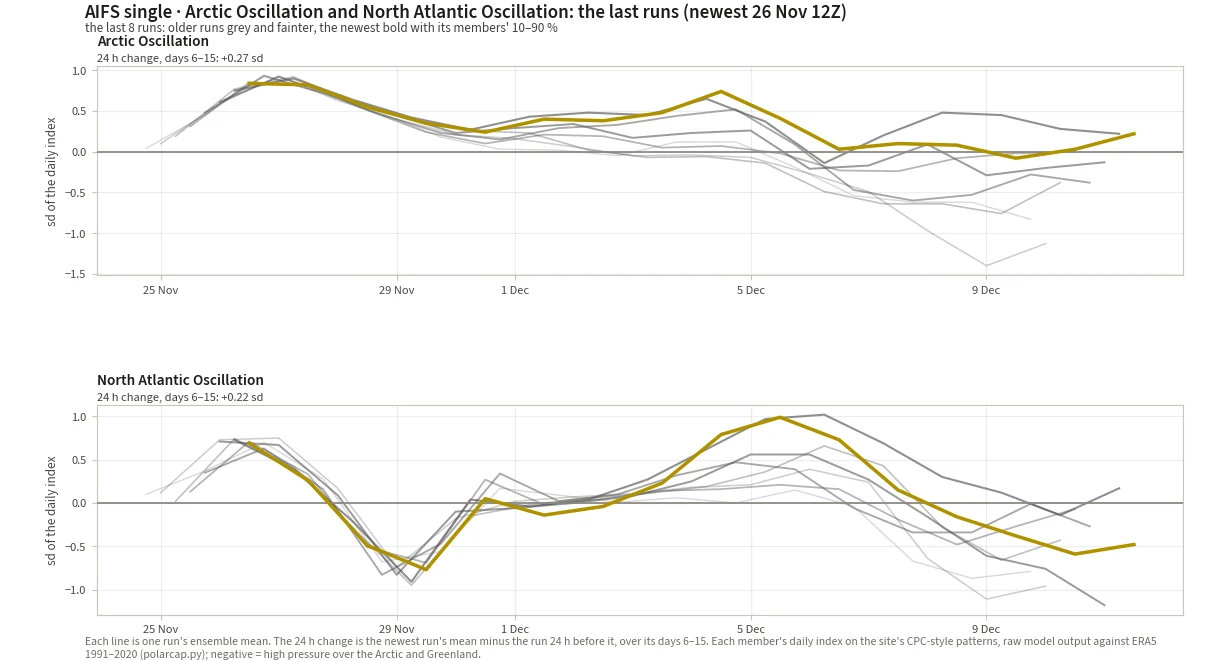 AIFS single · Arctic Oscillation and North Atlantic Oscillation: the last runs (newest 26 Nov 12Z)
the last 8 runs: older runs grey and fainter, the newest bold with its members' 10–90 %
Arctic Oscillation
24 h change, days 6–15: +0.27 sd
sd of the daily index
1.0
0.5
0.0
−0.5
−1.0
−1.5
25 Nov
29 Nov
1 Dec
5 Dec
9 Dec
North Atlantic Oscillation
24 h change, days 6–15: +0.22 sd
sd of the daily index
1.0
0.5
0.0
−0.5
−1.0
25 Nov
29 Nov
1 Dec
5 Dec
9 Dec
Each line is one run's ensemble mean. The 24 h change is the newest run's mean minus the run 24 h before it, over its days 6–15. Each member's daily index on the site's CPC-style patterns, raw model output against ERA5
1991–2020 (polarcap.py); negative = high pressure over the Arctic and Greenland.